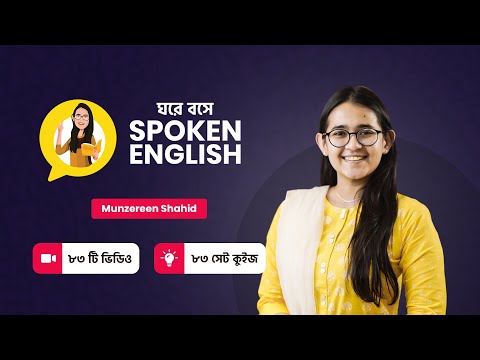 ঘরে বসে
SPOKEN
ENGLISH
Munzereen Shahid
৮৩ টি ভিডিও
৮৩ সেট কুইজ